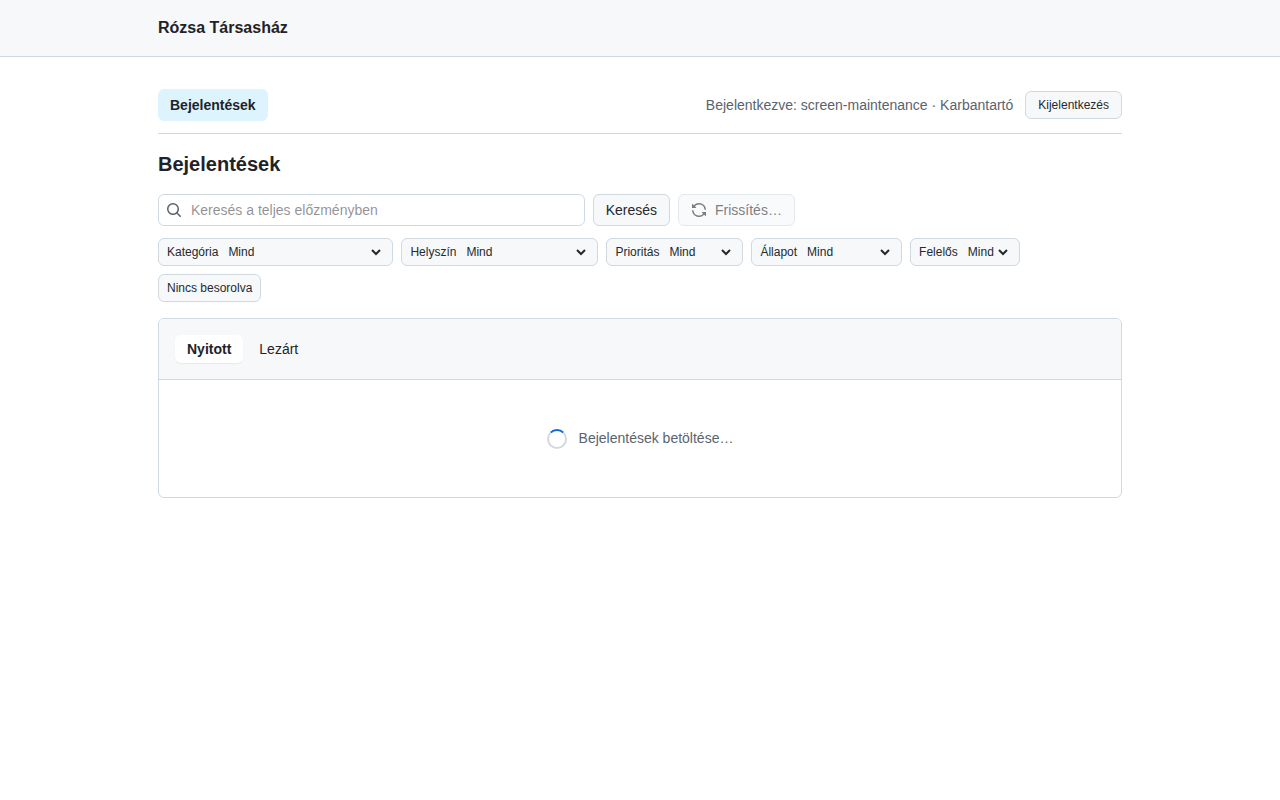 Rózsa Társasház
Bejelentések
Bejelentkezve: screen-maintenance · Karbantartó
Kijelentkezés
Bejelentések
Keresés a teljes előzményben
Keresés
Frissítés…
Kategória Mind
Helyszín Mind
Prioritás Mind
Állapot Mind
Felelős Mind
Nincs besorolva
Nyitott
Lezárt
Bejelentések betöltése…